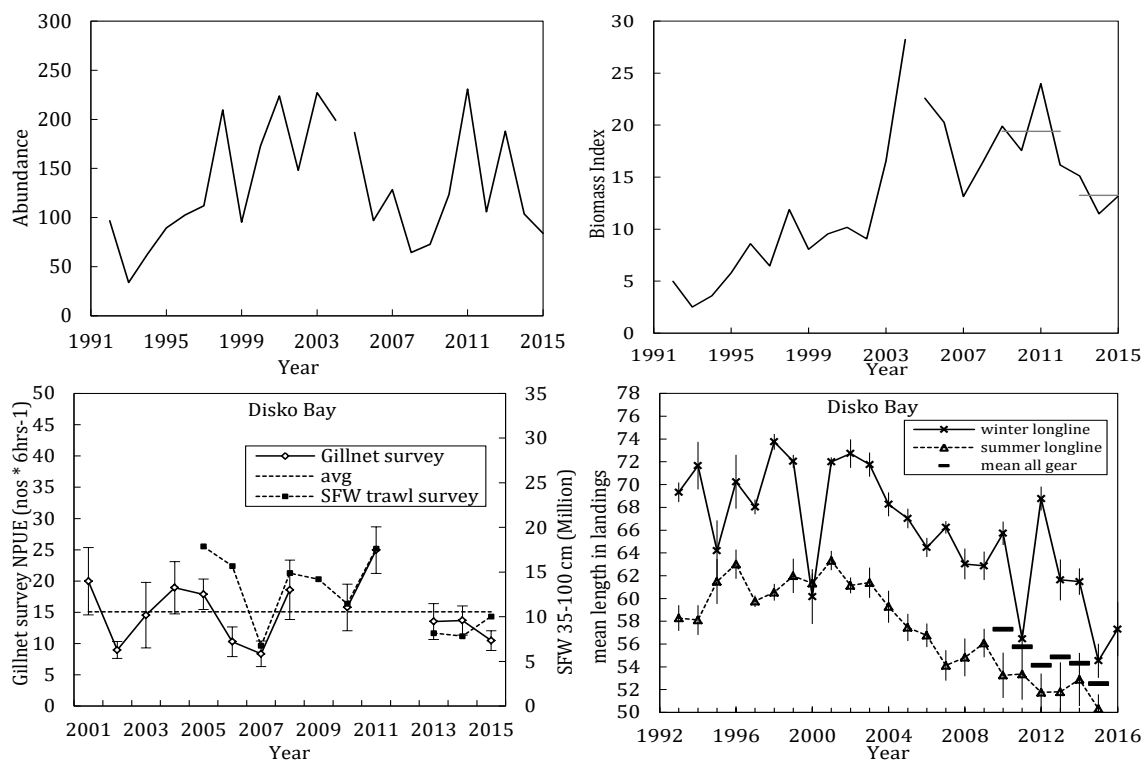 300
250
200
150
100
50
0
Abundance
1991 1995 1999 2003 2007 2011 2015
Year
30
25
20
15
10
5
0
Biomass Index
1991 1995 1999 2003 2007 2011 2015
Year
Disko Bay
50
45
40
35
30
25
20
15
10
5
0
Gillnet survey NPUE (nos * 6hrs-1)
Gillnet survey
avg
SFW trawl survey
35
30
25
20
15
10
5
0
SFW 35-100 cm (Million)
2001 2003 2005 2007 2009 2011 2013 2015
Year
Disko Bay
78
76
74
72
70
68
66
64
62
60
58
56
54
52
50
mean length in landings
winter longline
summer longline
mean all gear
1992 1996 2000 2004 2008 2012 2016
Year